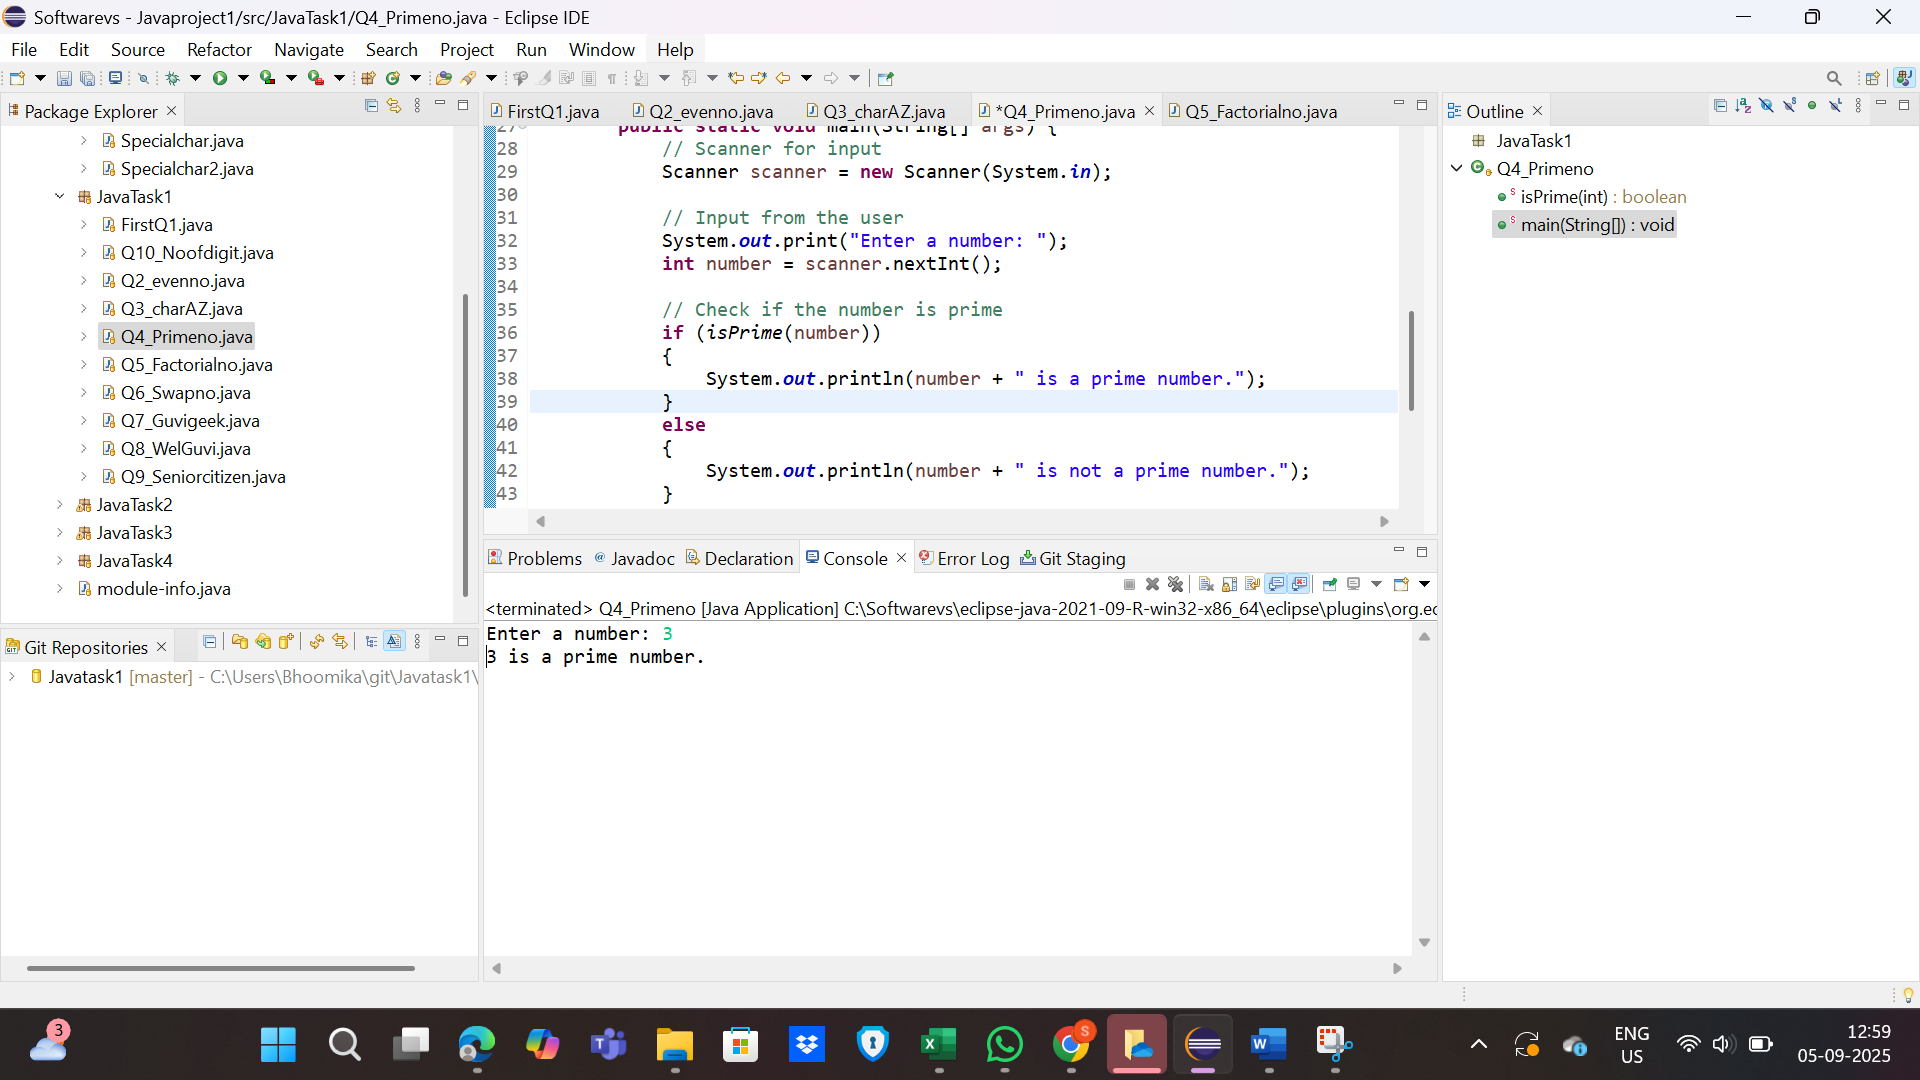 Softwarevs - Javaproject1/src/JavaTask1/Q4_Primeno.java - Eclipse IDE
File Edit Source Refactor Navigate Search Project Run Window Help
Package Explorer
Specialchar.java
Specialchar2.java
JavaTask1
FirstQ1.java
Q10_Noofdigit.java
Q2_evenno.java
Q3_charAZ.java
Q4_Primeno.java
Q5_Factorialno.java
Q6_Swapno.java
Q7_Guvigeek.java
Q8_WelGuvi.java
Q9_Seniorcitizen.java
JavaTask2
JavaTask3
JavaTask4
module-info.java
Git Repositories
Javatask1 [master] - C:\Users\Bhoomika\git\Javatask1\
FirstQ1.java Q2_evenno.java Q3_charAZ.java *Q4_Primeno.java Q5_Factorialno.java
27 public static void main(String[] args) {
28 // Scanner for input
29 Scanner scanner = new Scanner(System.in);
30
31 // Input from the user
32 System.out.print("Enter a number: ");
33 int number = scanner.nextInt();
34
35 // Check if the number is prime
36 if (isPrime(number))
37 {
38 System.out.println(number + " is a prime number.");
39 }
40 else
41 {
42 System.out.println(number + " is not a prime number.");
43 }
Problems @ Javadoc Declaration Console Error Log Git Staging
<terminated> Q4_Primeno [Java Application] C:\Softwarevs\eclipse-java-2021-09-R-win32-x86_64\eclipse\plugins\org.ec
Enter a number: 3
3 is a prime number.
Outline
JavaTask1
Q4_Primeno
isPrime(int) : boolean
main(String[]) : void
3
S
ENG
US
12:59
05-09-2025